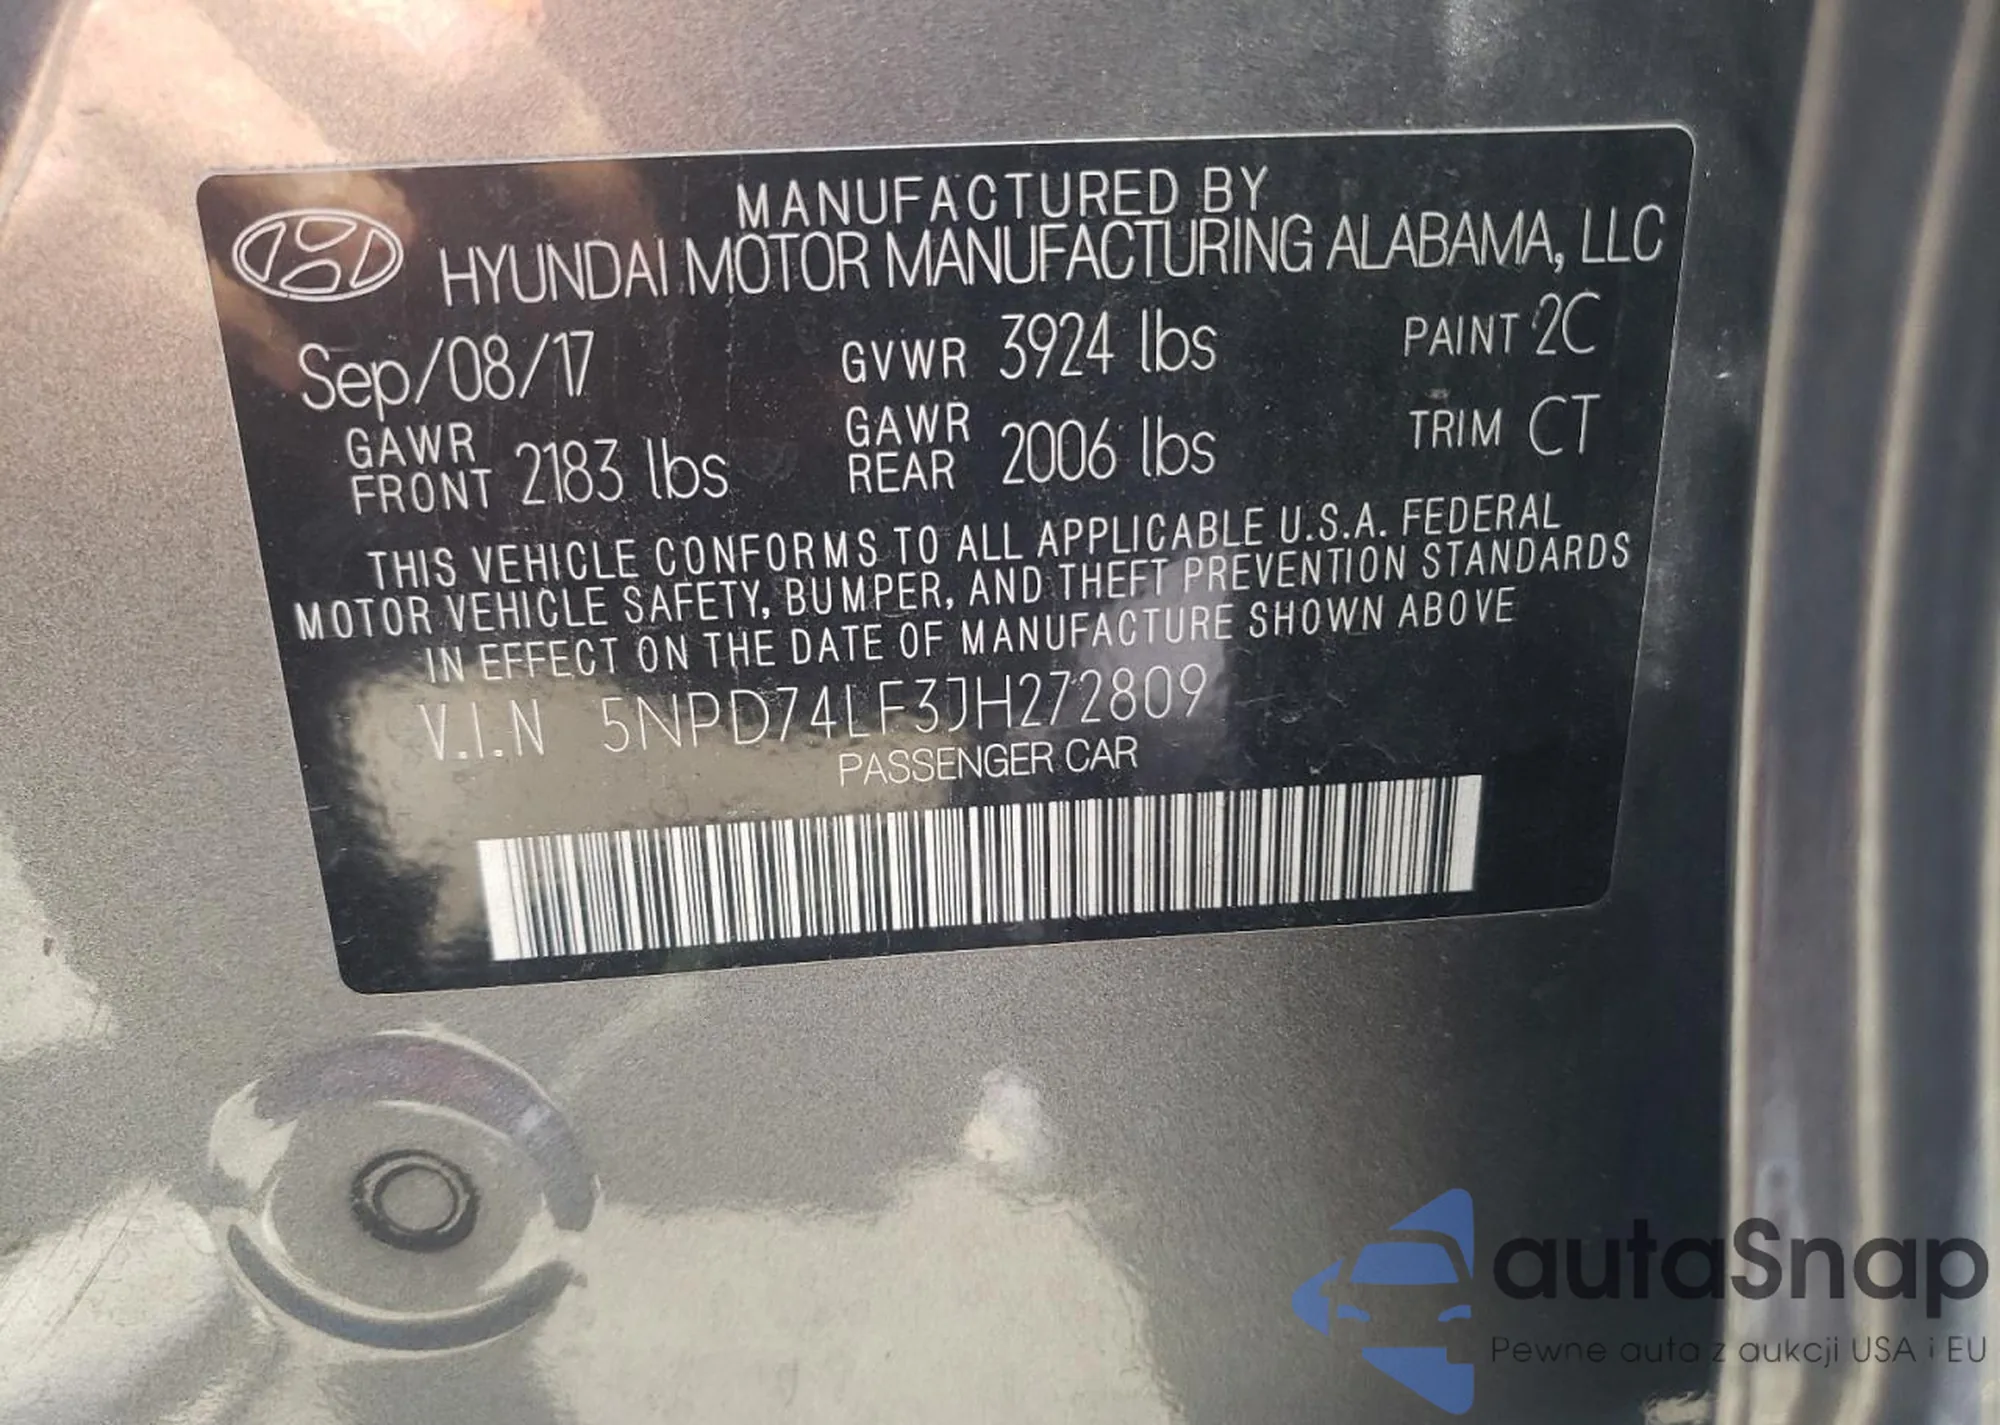 MANUFACTURED BY
HYUNDAI MOTOR MANUFACTURING ALABAMA, LLC
Sep/08/17 GVWR 3924 lbs PAINT 2C
GAWR FRONT 2183 lbs GAWR REAR 2006 lbs TRIM CT
THIS VEHICLE CONFORMS TO ALL APPLICABLE U.S.A. FEDERAL
MOTOR VEHICLE SAFETY, BUMPER, AND THEFT PREVENTION STANDARDS
IN EFFECT ON THE DATE OF MANUFACTURE SHOWN ABOVE
V.I.N 5NPD74LF3JH272809
PASSENGER CAR
autaSnap
Pewne auta z aukcji USA i EU